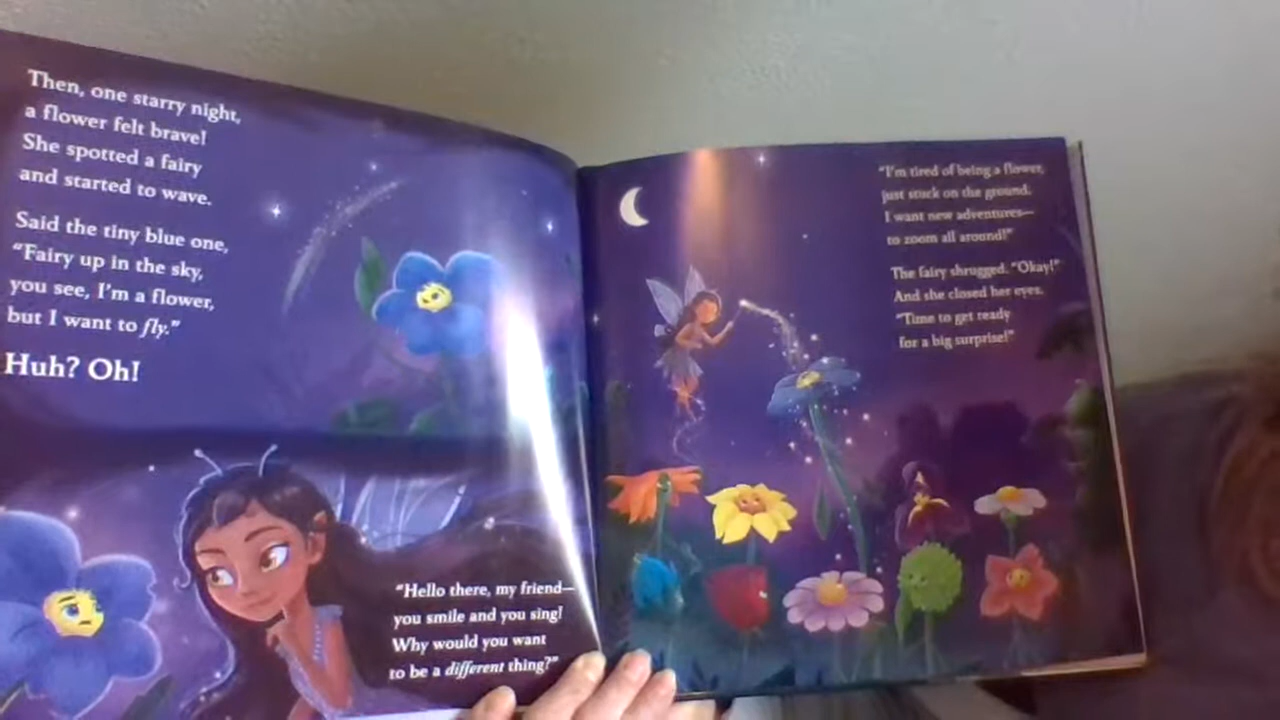 Then, one starry night,
a flower felt brave!
She spotted a fairy
and started to wave.
Said the tiny blue one,
“Fairy up in the sky,
you see, I’m a flower,
but I want to fly.”
Huh? Oh!
“Hello there, my friend—
you smile and you sing!
Why would you want
to be a different thing?”
“I’m tired of being a flower,
just stuck on the ground.
I want new adventures—
to zoom all around!”
The fairy shrugged. “Okay!”
And she closed her eyes.
“Time to get ready
for a big surprise!”